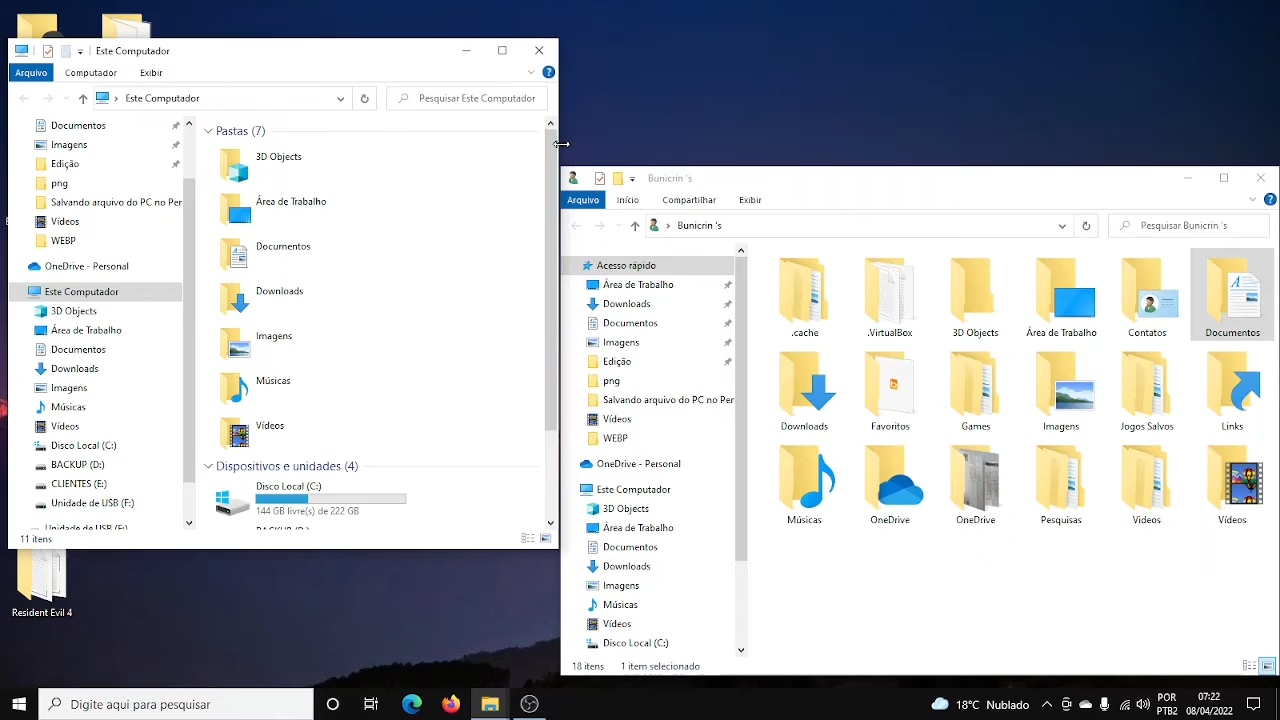 Este Computador
Arquivo
Computador
Exibir
Este Computador
Pesquisar Este Computador
Documentos
Imagens
Edição
png
Salvando arquivo do PC no Per
Vídeos
WEBP
OneDrive - Personal
Este Computador
3D Objects
Área de Trabalho
Documentos
Downloads
Imagens
Músicas
Vídeos
Disco Local (C:)
BACKUP (D:)
CLIENTES (E:)
Unidade de USB (F:)
Unidade de USB (F:)
Pastas (7)
3D Objects
Área de Trabalho
Documentos
Downloads
Imagens
Músicas
Vídeos
Dispositivos e unidades (4)
Disco Local (C:)
144 GB livre(s) de 222 GB
BACKUP (D:)
11 itens
Bunicrin 's
Arquivo
Início
Compartilhar
Exibir
Bunicrin 's
Pesquisar Bunicrin 's
Acesso rápido
Área de Trabalho
Downloads
Documentos
Imagens
Edição
png
Salvando arquivo do PC no Per
Vídeos
WEBP
OneDrive - Personal
Este Computador
3D Objects
Área de Trabalho
Documentos
Downloads
Imagens
Músicas
Vídeos
Disco Local (C:)
.cache
.VirtualBox
3D Objects
Área de Trabalho
Contatos
Documentos
Downloads
Favoritos
Games
Imagens
Jogos Salvos
Links
Músicas
OneDrive
OneDrive
Pesquisas
Videos
Vídeos
18 itens
1 item selecionado
Resident Evil 4
Digite aqui para pesquisar
18°C Nublado
POR
PTB2
07:22
08/04/2022